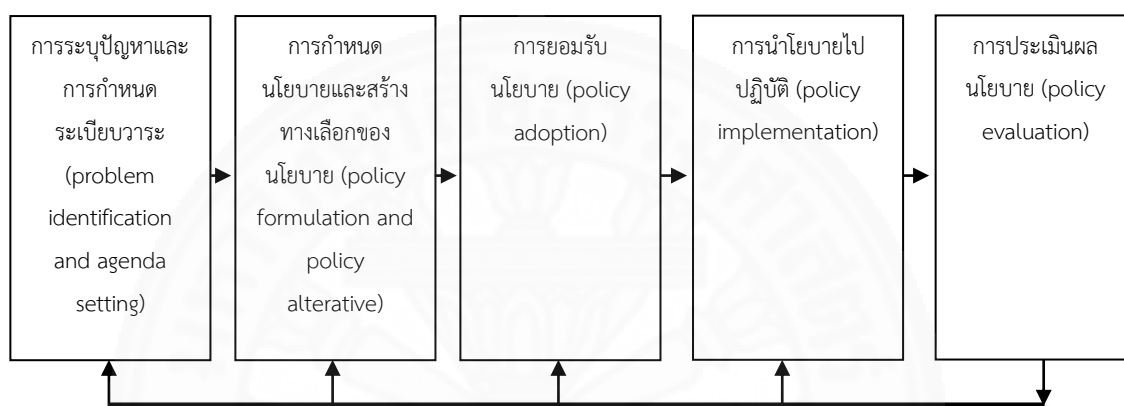 การระบุปัญหาและ
การกำหนด
ระเบียบวาระ
(problem
identification
and agenda
setting)
การกำหนด
นโยบายและสร้าง
ทางเลือกของ
นโยบาย (policy
formulation and
policy
alterative)
การยอมรับ
นโยบาย (policy
adoption)
การนำโยบายไป
ปฏิบัติ (policy
implementation)
การประเมินผล
นโยบาย (policy
evaluation)